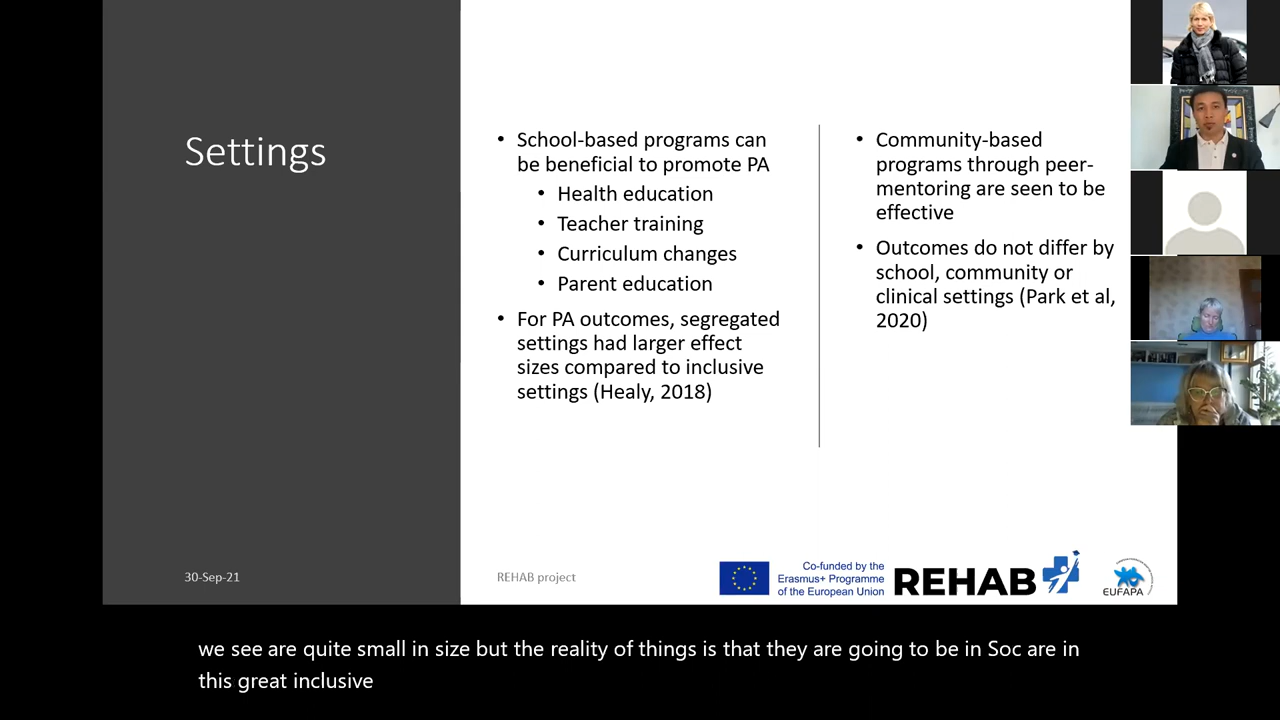 Settings
• School-based programs can
be beneficial to promote PA
• Health education
• Teacher training
• Curriculum changes
• Parent education
• For PA outcomes, segregated
settings had larger effect
sizes compared to inclusive
settings (Healy, 2018)
• Community-based
programs through peer-
mentoring are seen to be
effective
• Outcomes do not differ by
school, community or
clinical settings (Park et al,
2020)
30-Sep-21
REHAB project
Co-funded by the
Erasmus+ Programme
of the European Union
REHAB
EUFAPA
we see are quite small in size but the reality of things is that they are going to be in Soc are in
this great inclusive